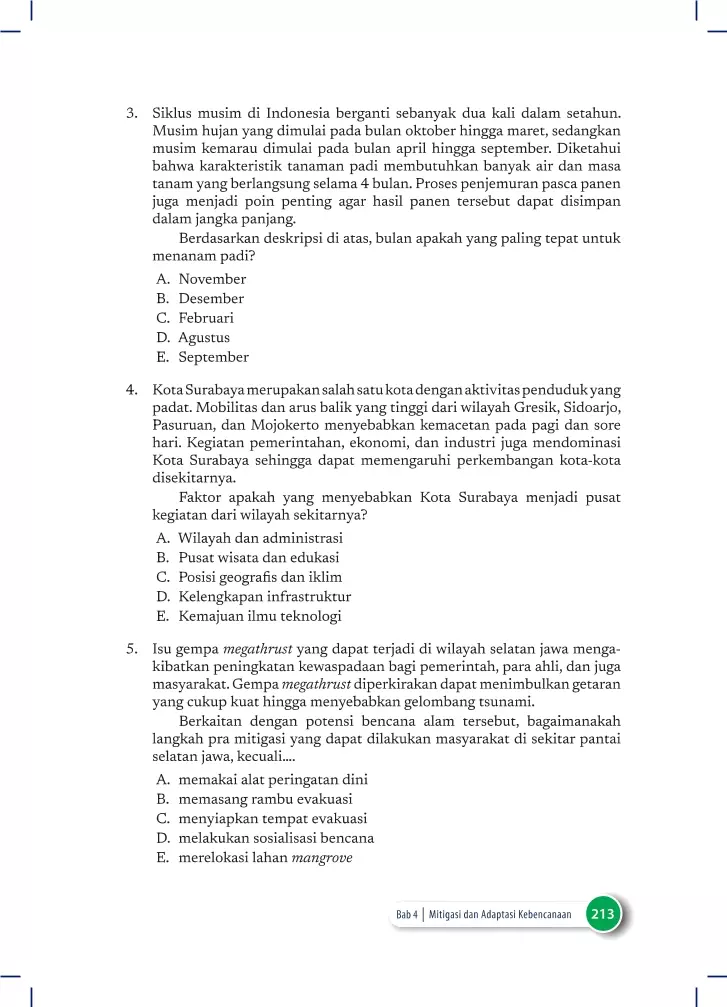 3. Siklus musim di Indonesia berganti sebanyak dua kali dalam setahun.
Musim hujan yang dimulai pada bulan oktober hingga maret, sedangkan
musim kemarau dimulai pada bulan april hingga september. Diketahui
bahwa karakteristik tanaman padi membutuhkan banyak air dan masa
tanam yang berlangsung selama 4 bulan. Proses penjemuran pasca panen
juga menjadi poin penting agar hasil panen tersebut dapat disimpan
dalam jangka panjang.
Berdasarkan deskripsi di atas, bulan apakah yang paling tepat untuk
menanam padi?
A. November
B. Desember
C. Februari
D. Agustus
E. September
4. Kota Surabaya merupakan salah satu kota dengan aktivitas penduduk yang
padat. Mobilitas dan arus balik yang tinggi dari wilayah Gresik, Sidoarjo,
Pasuruan, dan Mojokerto menyebabkan kemacetan pada pagi dan sore
hari. Kegiatan pemerintahan, ekonomi, dan industri juga mendominasi
Kota Surabaya sehingga dapat memengaruhi perkembangan kota-kota
disekitarnya.
Faktor apakah yang menyebabkan Kota Surabaya menjadi pusat
kegiatan dari wilayah sekitarnya?
A. Wilayah dan administrasi
B. Pusat wisata dan edukasi
C. Posisi geografis dan iklim
D. Kelengkapan infrastruktur
E. Kemajuan ilmu teknologi
5. Isu gempa megathrust yang dapat terjadi di wilayah selatan jawa menga-
kibatkan peningkatan kewaspadaan bagi pemerintah, para ahli, dan juga
masyarakat. Gempa megathrust diperkirakan dapat menimbulkan getaran
yang cukup kuat hingga menyebabkan gelombang tsunami.
Berkaitan dengan potensi bencana alam tersebut, bagaimanakah
langkah pra mitigasi yang dapat dilakukan masyarakat di sekitar pantai
selatan jawa, kecuali....
A. memakai alat peringatan dini
B. memasang rambu evakuasi
C. menyiapkan tempat evakuasi
D. melakukan sosialisasi bencana
E. merelokasi lahan mangrove
Bab 4 | Mitigasi dan Adaptasi Kebencanaan 213